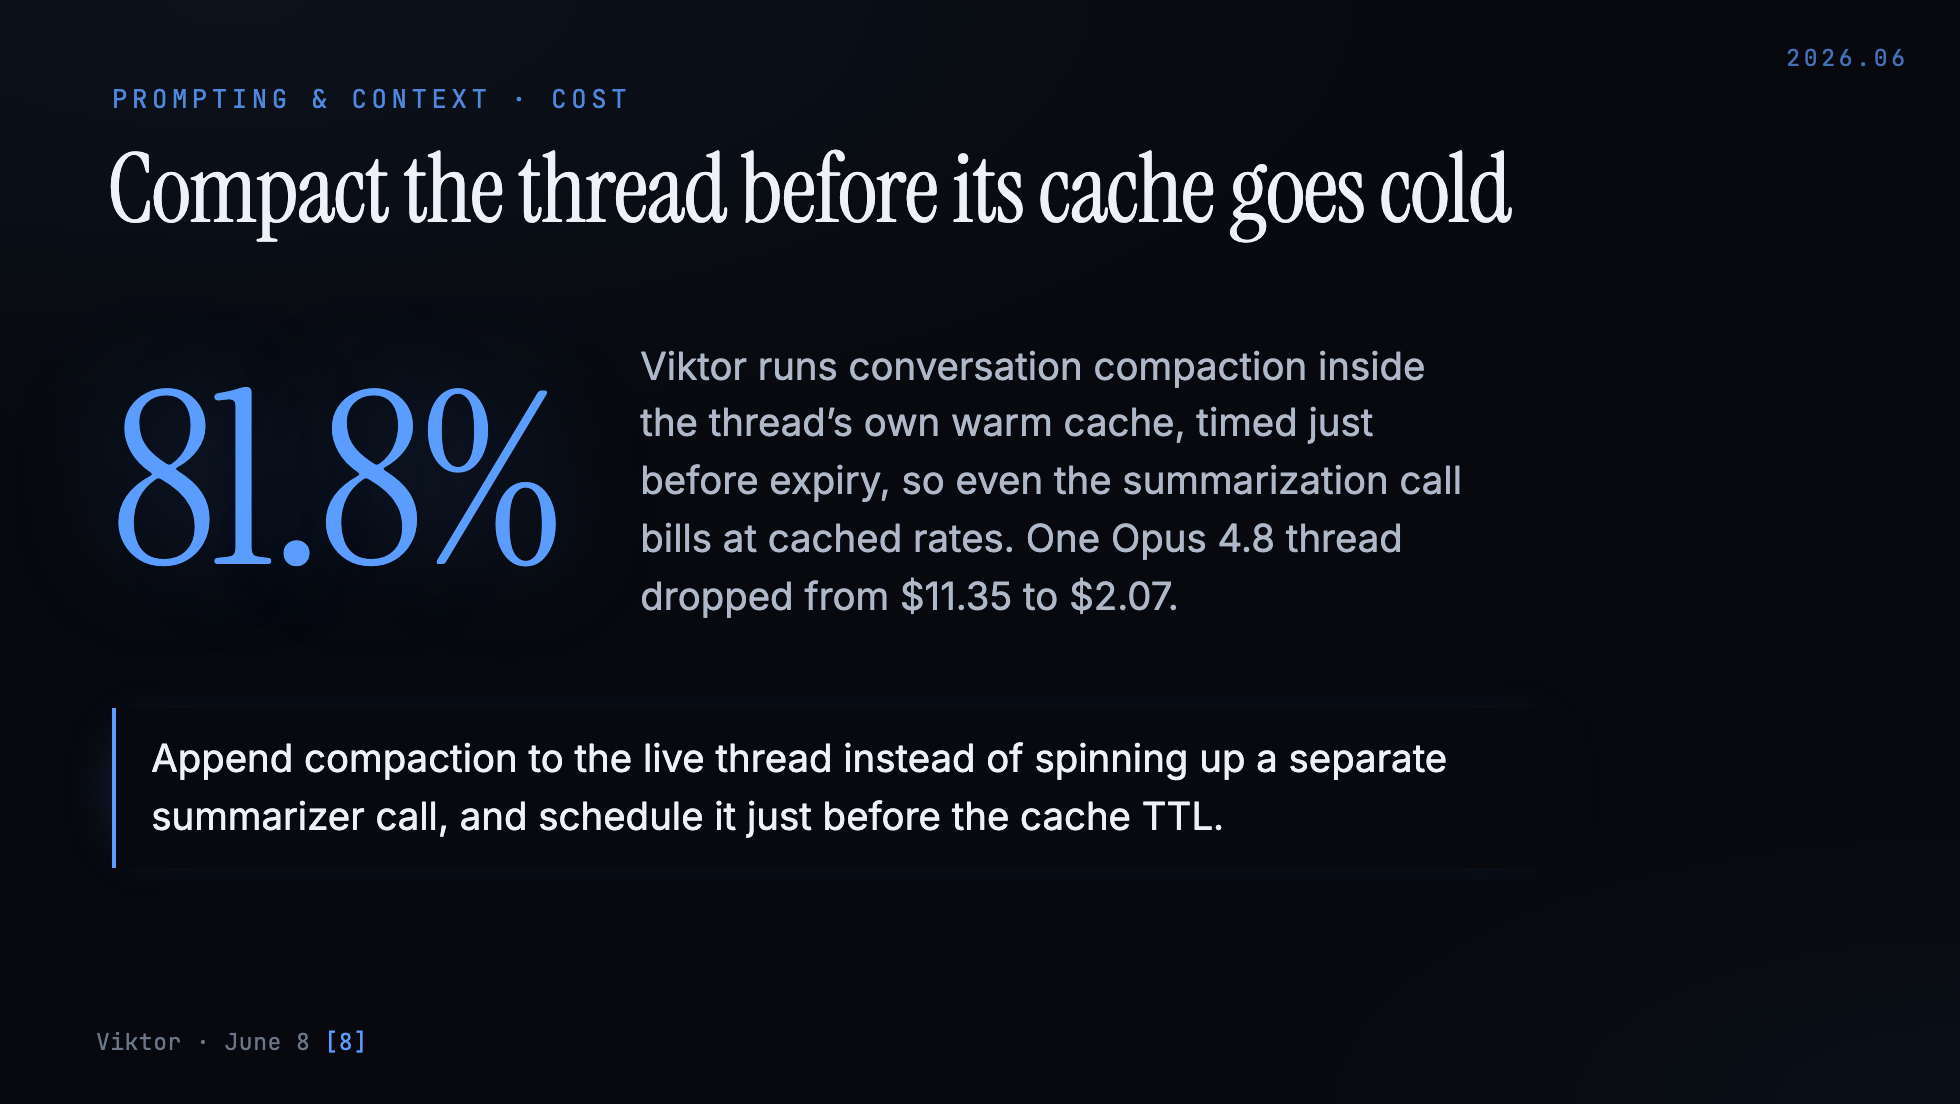 2026.06
PROMPTING & CONTEXT · COST
Compact the thread before its cache goes cold
81.8%
Viktor runs conversation compaction inside
the thread’s own warm cache, timed just
before expiry, so even the summarization call
bills at cached rates. One Opus 4.8 thread
dropped from $11.35 to $2.07.
Append compaction to the live thread instead of spinning up a separate
summarizer call, and schedule it just before the cache TTL.
Viktor · June 8 [8]